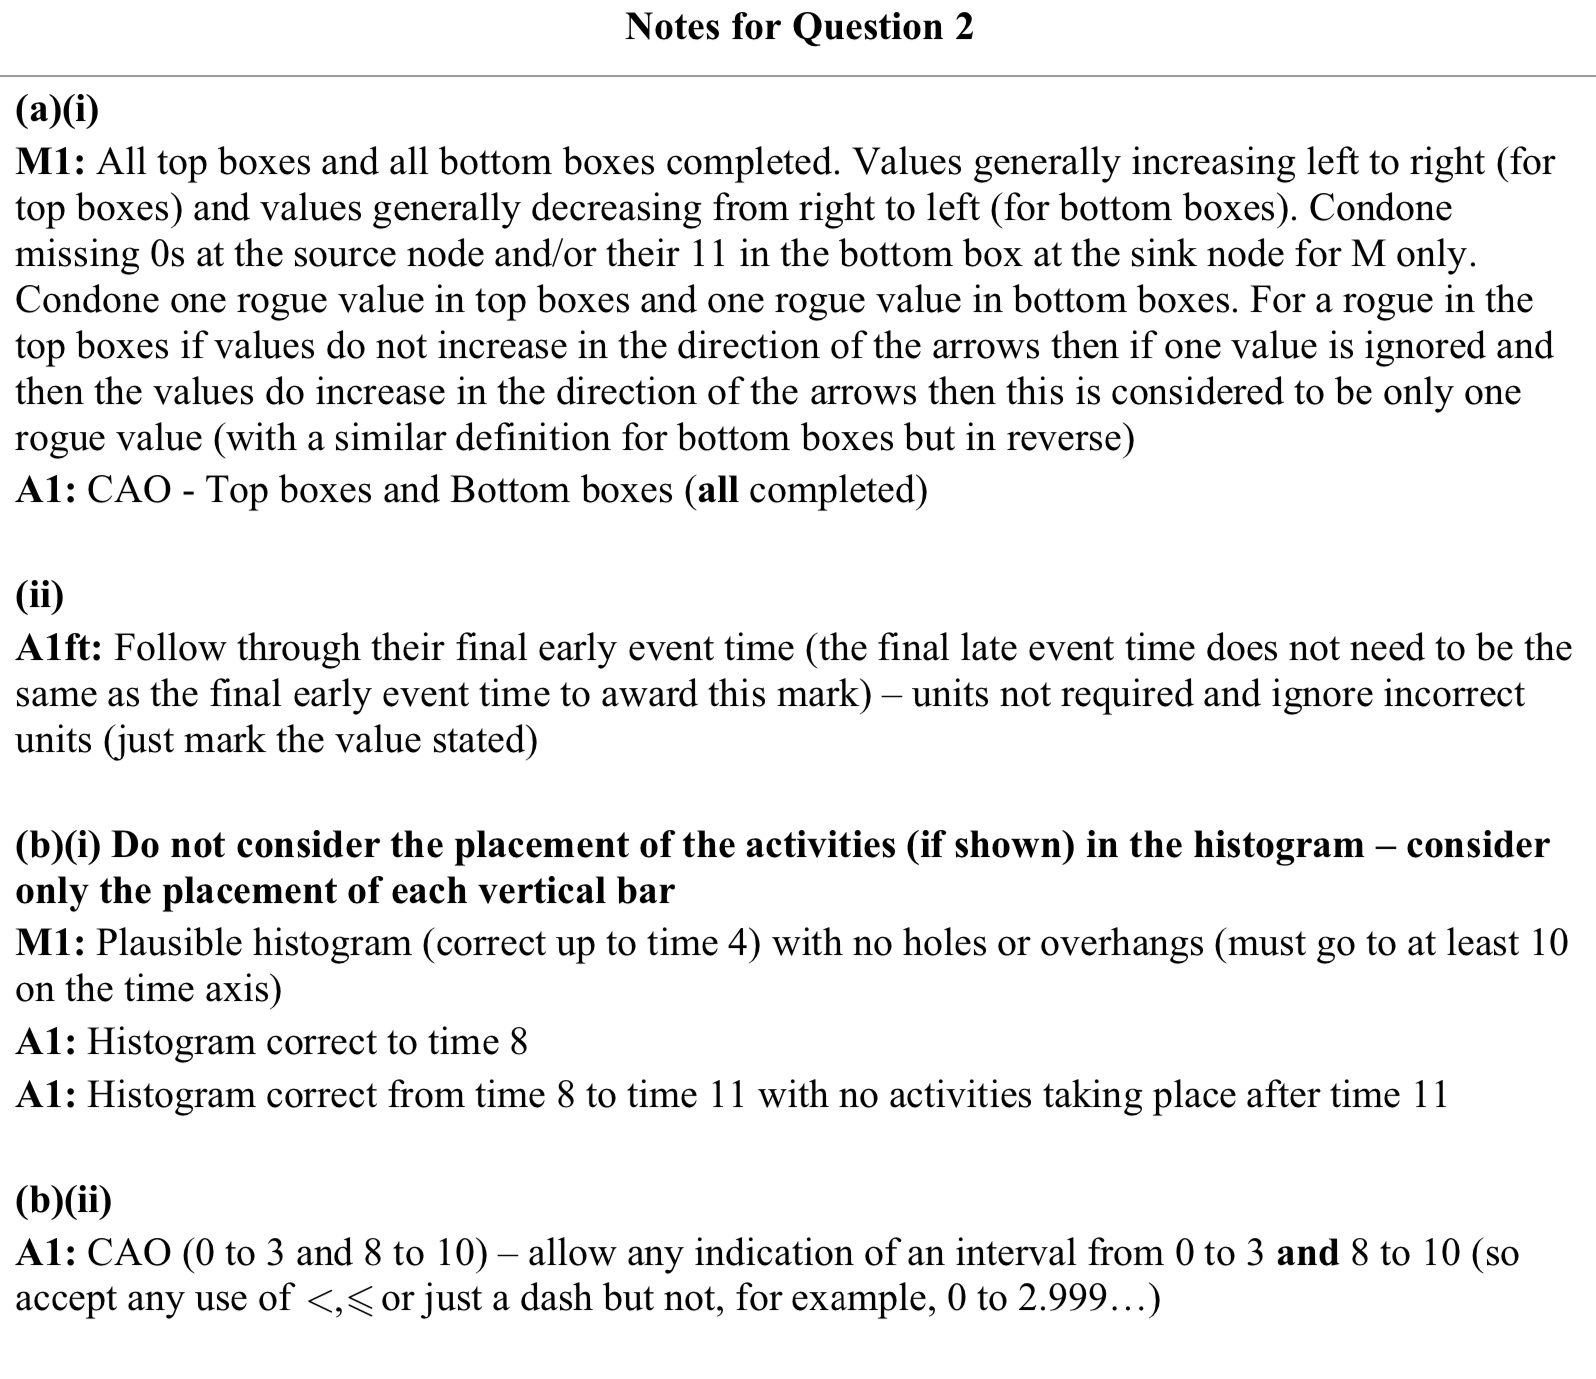 Notes for Question 2
(a)(i)
M1: All top boxes and all bottom boxes completed. Values generally increasing left to right (for
top boxes) and values generally decreasing from right to left (for bottom boxes). Condone
missing 0s at the source node and/or their 11 in the bottom box at the sink node for M only.
Condone one rogue value in top boxes and one rogue value in bottom boxes. For a rogue in the
top boxes if values do not increase in the direction of the arrows then if one value is ignored and
then the values do increase in the direction of the arrows then this is considered to be only one
rogue value (with a similar definition for bottom boxes but in reverse)
A1: CAO - Top boxes and Bottom boxes (all completed)
(ii)
A1ft: Follow through their final early event time (the final late event time does not need to be the
same as the final early event time to award this mark) – units not required and ignore incorrect
units (just mark the value stated)
(b)(i) Do not consider the placement of the activities (if shown) in the histogram – consider
only the placement of each vertical bar
M1: Plausible histogram (correct up to time 4) with no holes or overhangs (must go to at least 10
on the time axis)
A1: Histogram correct to time 8
A1: Histogram correct from time 8 to time 11 with no activities taking place after time 11
(b)(ii)
A1: CAO (0 to 3 and 8 to 10) – allow any indication of an interval from 0 to 3 and 8 to 10 (so
accept any use of <,⩽ or just a dash but not, for example, 0 to 2.999…)